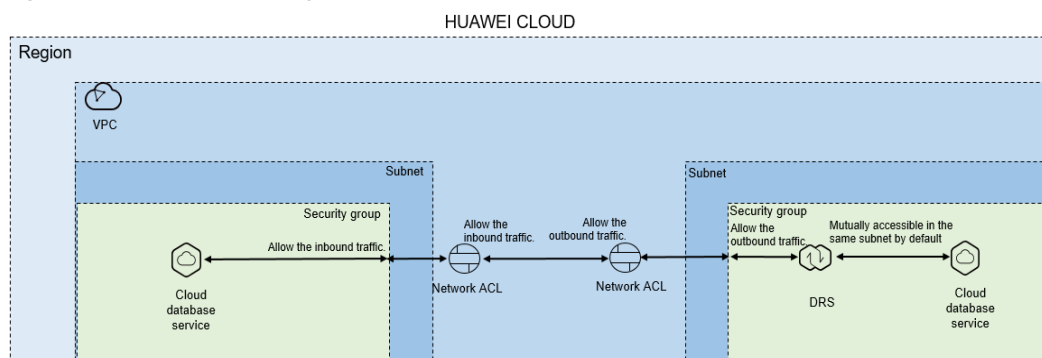 HUAWEI CLOUD
Region
VPC
Subnet
Subnet
Security group
Security group
Allow the inbound traffic.
Allow the
inbound traffic.
Allow the
outbound traffic.
Allow the
outbound traffic.
Mutually accessible in the
same subnet by default
Cloud
database
service
Network ACL
Network ACL
DRS
Cloud
database
service